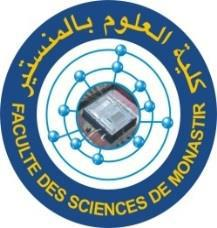 كلية العلوم بالمنستير
FACULTE DES SCIENCES DE MONASTIR